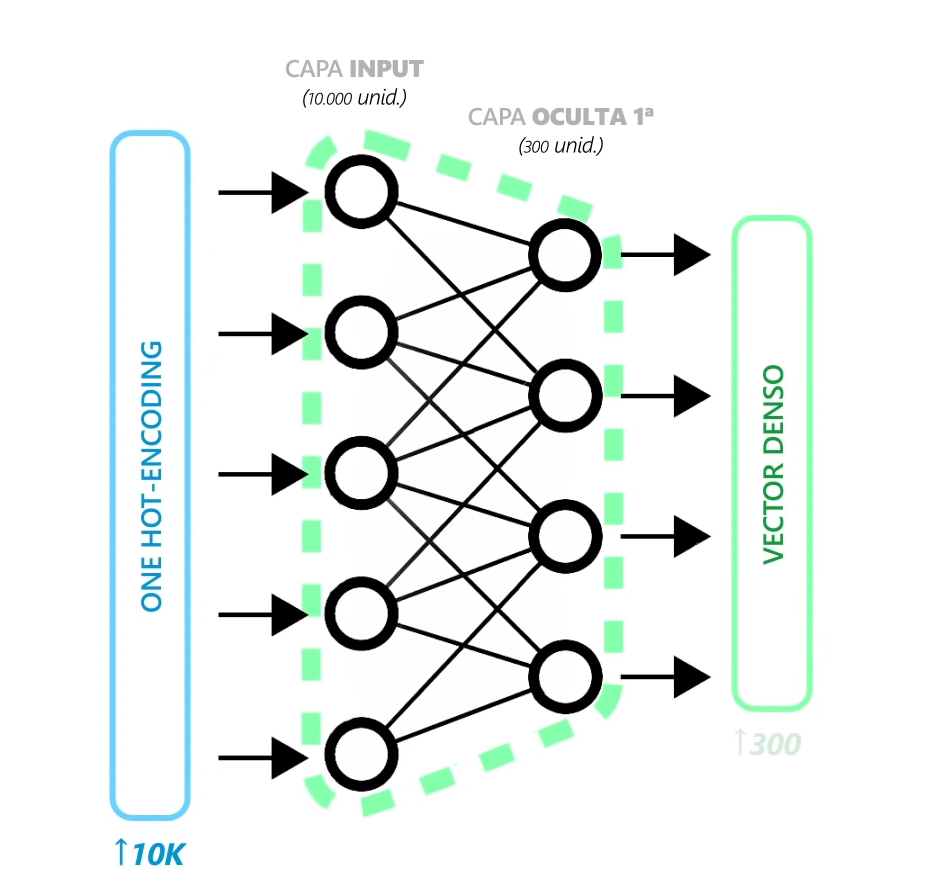 CAPA INPUT
(10.000 unid.)
CAPA OCULTA 1ª
(300 unid.)
ONE HOT-ENCODING
VECTOR DENSO
↑300
↑10K